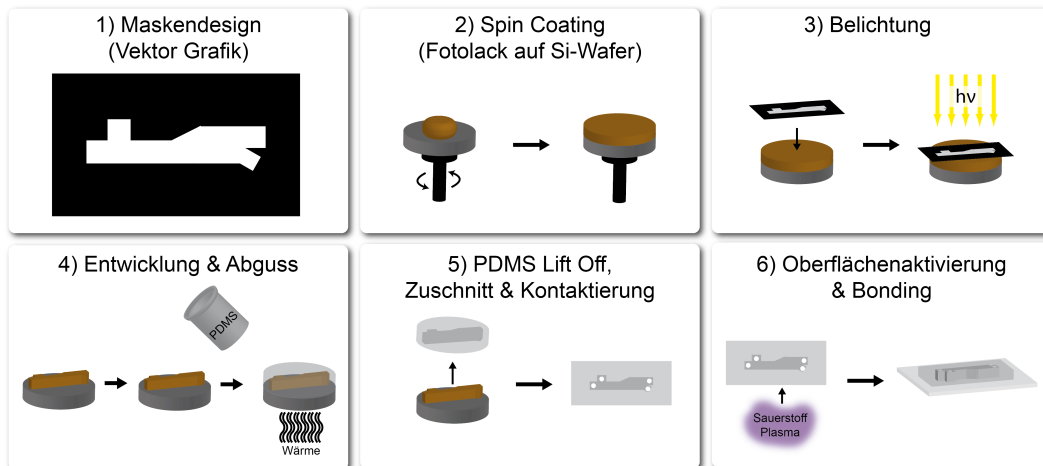 1) Maskendesign
(Vektor Grafik)
2) Spin Coating
(Fotolack auf Si-Wafer)
3) Belichtung
hν
4) Entwicklung & Abguss
PDMS
Wärme
5) PDMS Lift Off,
Zuschnitt & Kontaktierung
6) Oberflächenaktivierung
& Bonding
Sauerstoff
Plasma